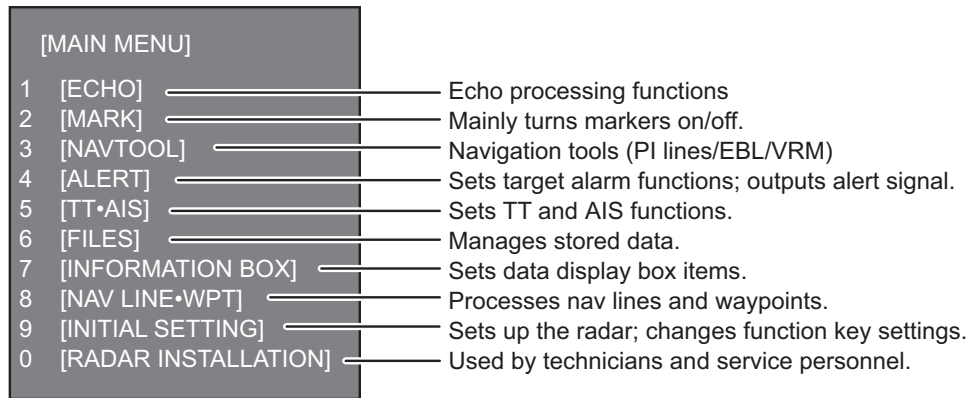 [MAIN MENU]
1 [ECHO] Echo processing functions
2 [MARK] Mainly turns markers on/off.
3 [NAVTOOL] Navigation tools (PI lines/EBL/VRM)
4 [ALERT] Sets target alarm functions; outputs alert signal.
5 [TT•AIS] Sets TT and AIS functions.
6 [FILES] Manages stored data.
7 [INFORMATION BOX] Sets data display box items.
8 [NAV LINE•WPT] Processes nav lines and waypoints.
9 [INITIAL SETTING] Sets up the radar; changes function key settings.
0 [RADAR INSTALLATION] Used by technicians and service personnel.